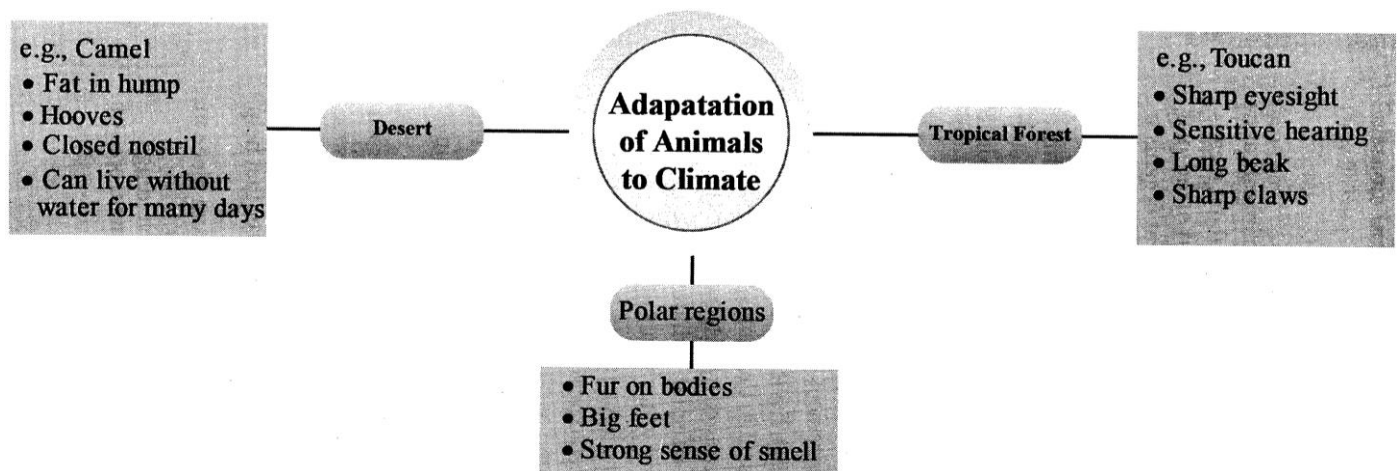 e.g., Camel
• Fat in hump
• Hooves
• Closed nostril
• Can live without
water for many days
Desert
Adapatation
of Animals
to Climate
Tropical Forest
e.g., Toucan
• Sharp eyesight
• Sensitive hearing
• Long beak
• Sharp claws
Polar regions
• Fur on bodies
• Big feet
• Strong sense of smell